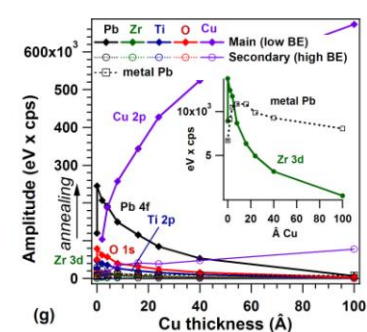 Pb Zr Ti O Cu
Main (low BE)
Secondary (high BE)
metal Pb
600x10³
500
400
300
0
Amplitude (eV x cps)
annealing
Cu 2p
Pb 4f
Ti 2p
O 1s
Zr 3d
metal Pb
10x10³
5
eV x cps
Zr 3d
0 20 40 60 80 100
Å Cu
0 20 40 60 80 100
(g)
Cu thickness (Å)